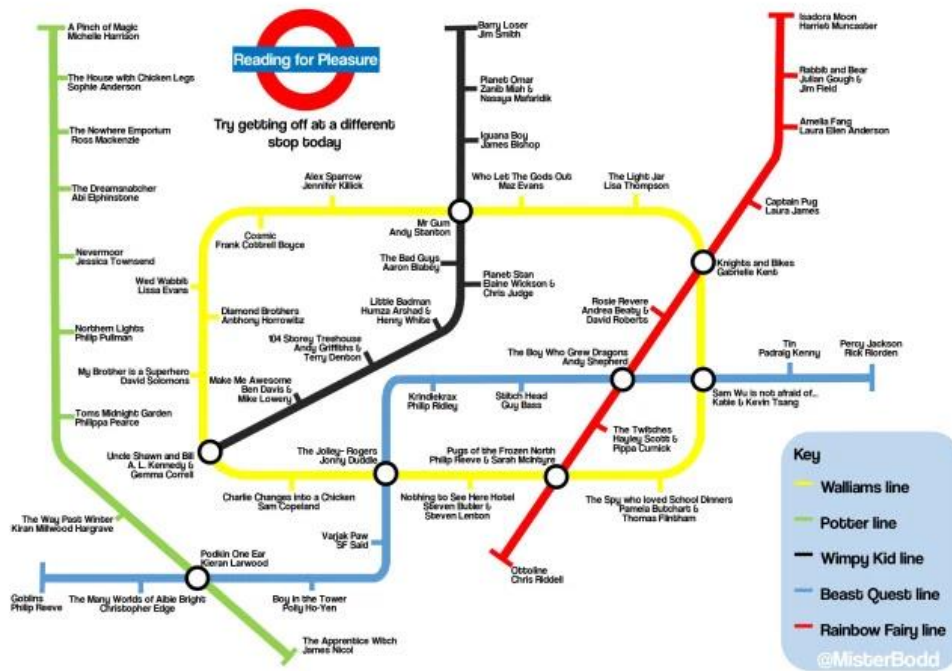 Reading for Pleasure
Try getting off at a different
stop today
A Pinch of Magic
Michelle Harrison
The House with Chicken Legs
Sophie Anderson
The Nowhere Emporium
Ross Mackenzie
The Dreamsnatcher
Abi Elphinstone
Nevermoor
Jessica Townsend
Northern Lights
Philip Pullman
Toms Midnight Garden
Philippa Pearce
The Way Past Winter
Kiran Millwood Hargrave
Podkin One Ear
Kieran Larwood
The Apprentice Witch
James Nicol
Barry Loser
Jim Smith
Planet Omar
Zanib Miah &
Nasaya Mafaridik
Iguana Boy
James Bishop
Mr Gum
Andy Stanton
The Bad Guys
Aaron Blabey
Planet Stan
Elaine Wickson &
Chris Judge
Little Badman
Humza Arshad &
Henry White
104 Storey Treehouse
Andy Griffiths &
Terry Denton
Make Me Awesome
Ben Davis &
Mike Lowery
Uncle Shawn and Bill
A. L. Kennedy &
Gemma Correll
Alex Sparrow
Jennifer Killick
Cosmic
Frank Cottrell Boyce
Who Let The Gods Out
Maz Evans
The Light Jar
Lisa Thompson
Wed Wabbit
Lissa Evans
Diamond Brothers
Anthony Horrowitz
My Brother is a Superhero
David Solomons
Charlie Changes into a Chicken
Sam Copeland
The Jolley- Rogers
Jonny Duddle
Nothing to See Here Hotel
Steven Butler &
Steven Lenton
Pugs of the Frozen North
Philip Reeve & Sarah McIntyre
The Spy who loved School Dinners
Pamela Butchart &
Thomas Flintham
Isadora Moon
Harriet Muncaster
Rabbit and Bear
Julian Gough &
Jim Field
Amelia Fang
Laura Ellen Anderson
Captain Pug
Laura James
Knights and Bikes
Gabrielle Kent
Rosie Revere
Andrea Beaty &
David Roberts
The Boy Who Grew Dragons
Andy Shepherd
The Twitches
Hayley Scott &
Pippa Curnick
Ottoline
Chris Riddell
Krindlekrax
Philip Ridley
Stitch Head
Guy Bass
Sam Wu is not afraid of...
Katie & Kevin Tsang
Tin
Padraig Kenny
Percy Jackson
Rick Riorden
Varjak Paw
SF Said
Goblins
Philip Reeve
The Many Worlds of Albie Bright
Christopher Edge
Boy in the Tower
Polly Ho-Yen
Key
Walliams line
Potter line
Wimpy Kid line
Beast Quest line
Rainbow Fairy line
@MisterBodd